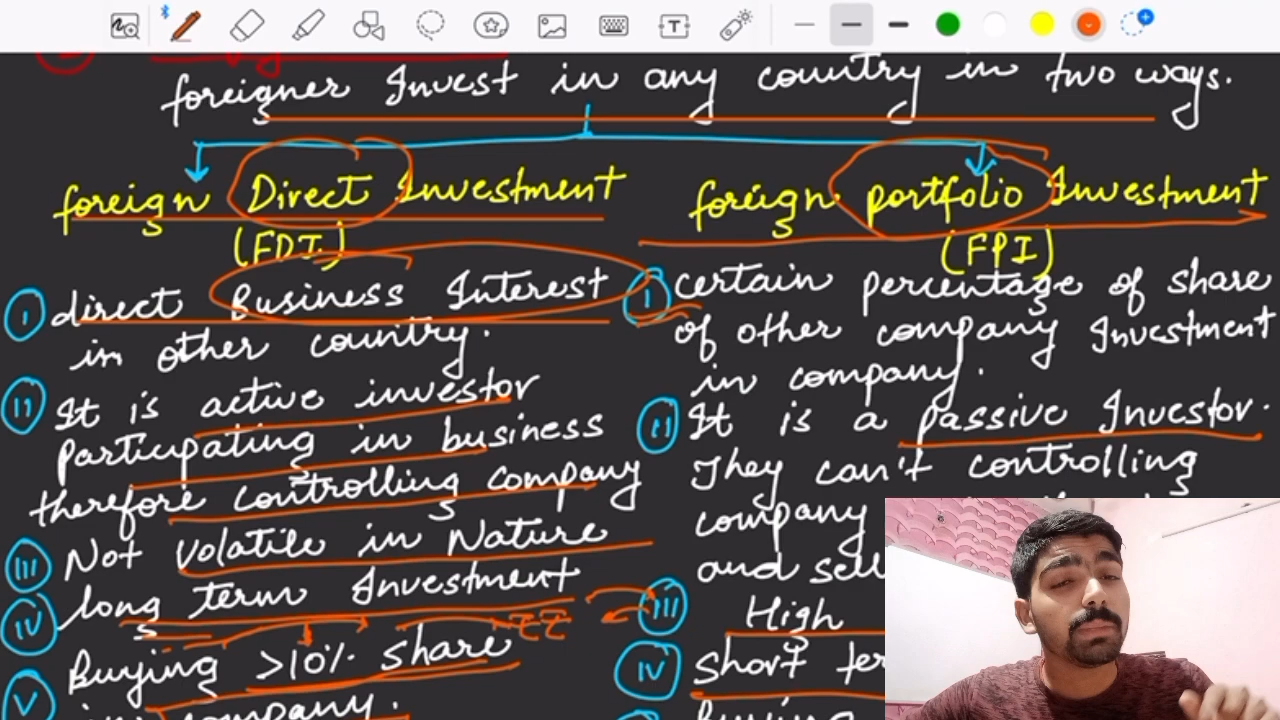 foreigner Invest in any country in two ways.
foreign Direct Investment
(FDI)
(I) direct Business Interest
in other country.
(II) It is active investor
participating in business
therefore controlling company
(III) Not volatile in Nature
(IV) long term Investment
(V) Buying >10% share
company.
foreign portfolio Investment
(FPI)
(I) certain percentage of share
of other company Investment
in company.
(II) It is a passive Investor.
They can't controlling
company
and sell
(III) High
(IV) short ter
Buying